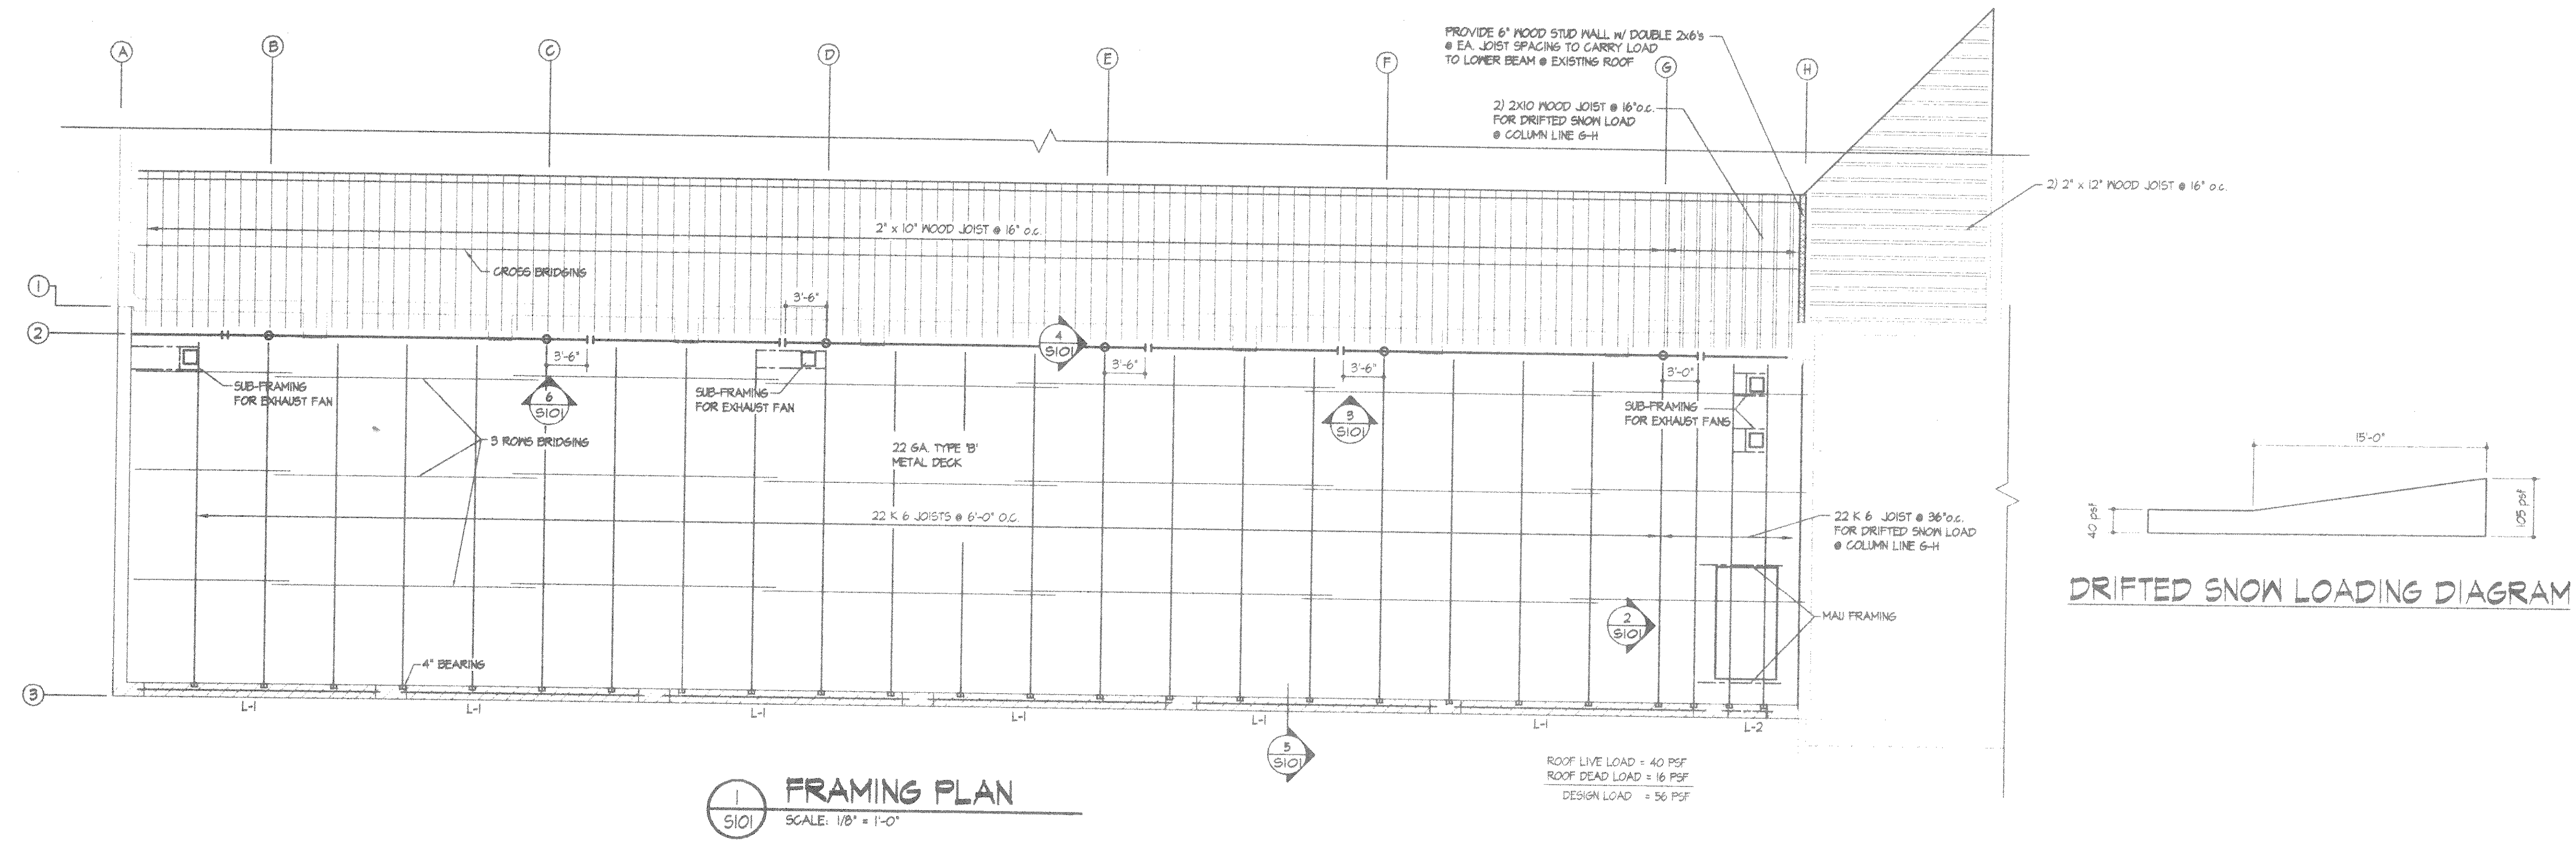 A
B
C
D
E
F
G
H
PROVIDE 6" WOOD STUD WALL W/ DOUBLE 2x6's
@ EA. JOIST SPACING TO CARRY LOAD
TO LOWER BEAM @ EXISTING ROOF
2) 2X10 WOOD JOIST @ 16"o.c.
FOR DRIFTED SNOW LOAD
@ COLUMN LINE G-H
2) 2" x 12" WOOD JOIST @ 16" o.c.
2" x 10" WOOD JOIST @ 16" o.c.
CROSS BRIDGING
1
2
3
3'-6"
4
S101
3'-6"
3'-6"
3'-6"
3'-0"
SUB-FRAMING
FOR EXHAUST FAN
6
S101
SUB-FRAMING
FOR EXHAUST FAN
3
S101
SUB-FRAMING
FOR EXHAUST FANS
3 ROWS BRIDGING
22 GA. TYPE 'B'
METAL DECK
22 K 6 JOISTS @ 6'-0" O.C.
22 K 6 JOIST @ 36"o.c.
FOR DRIFTED SNOW LOAD
@ COLUMN LINE G-H
15'-0"
40 psf
105 psf
DRIFTED SNOW LOADING DIAGRAM
2
S101
MAU FRAMING
4" BEARING
L-1
L-1
L-1
L-1
L-1
L-1
L-2
5
S101
ROOF LIVE LOAD = 40 PSF
ROOF DEAD LOAD = 16 PSF
DESIGN LOAD = 56 PSF
1
S101
FRAMING PLAN
SCALE: 1/8" = 1'-0"